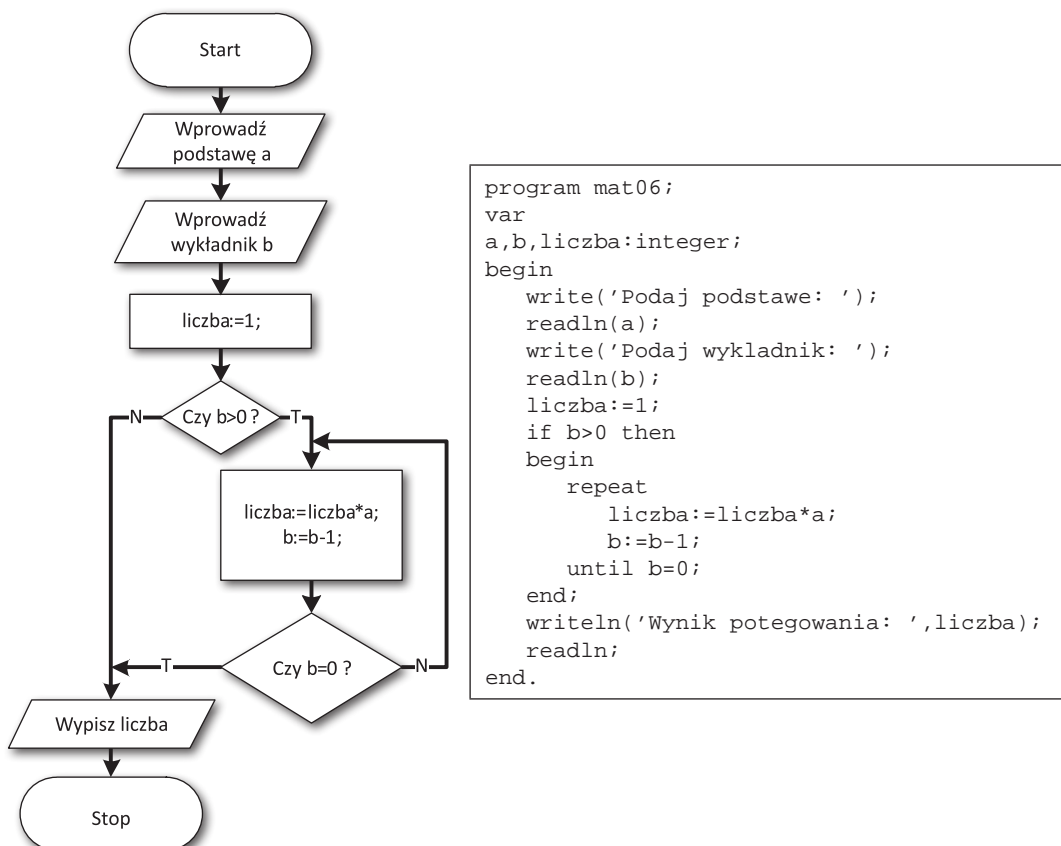 Start
Wprowadź
podstawę a
Wprowadź
wykładnik b
liczba:=1;
N
Czy b>0 ?
T
liczba:=liczba*a;
b:=b-1;
T
Czy b=0 ?
N
Wypisz liczba
Stop
program mat06;
var
a,b,liczba:integer;
begin
write('Podaj podstawe: ');
readln(a);
write('Podaj wykladnik: ');
readln(b);
liczba:=1;
if b>0 then
begin
repeat
liczba:=liczba*a;
b:=b-1;
until b=0;
end;
writeln('Wynik potegowania: ',liczba);
readln;
end.